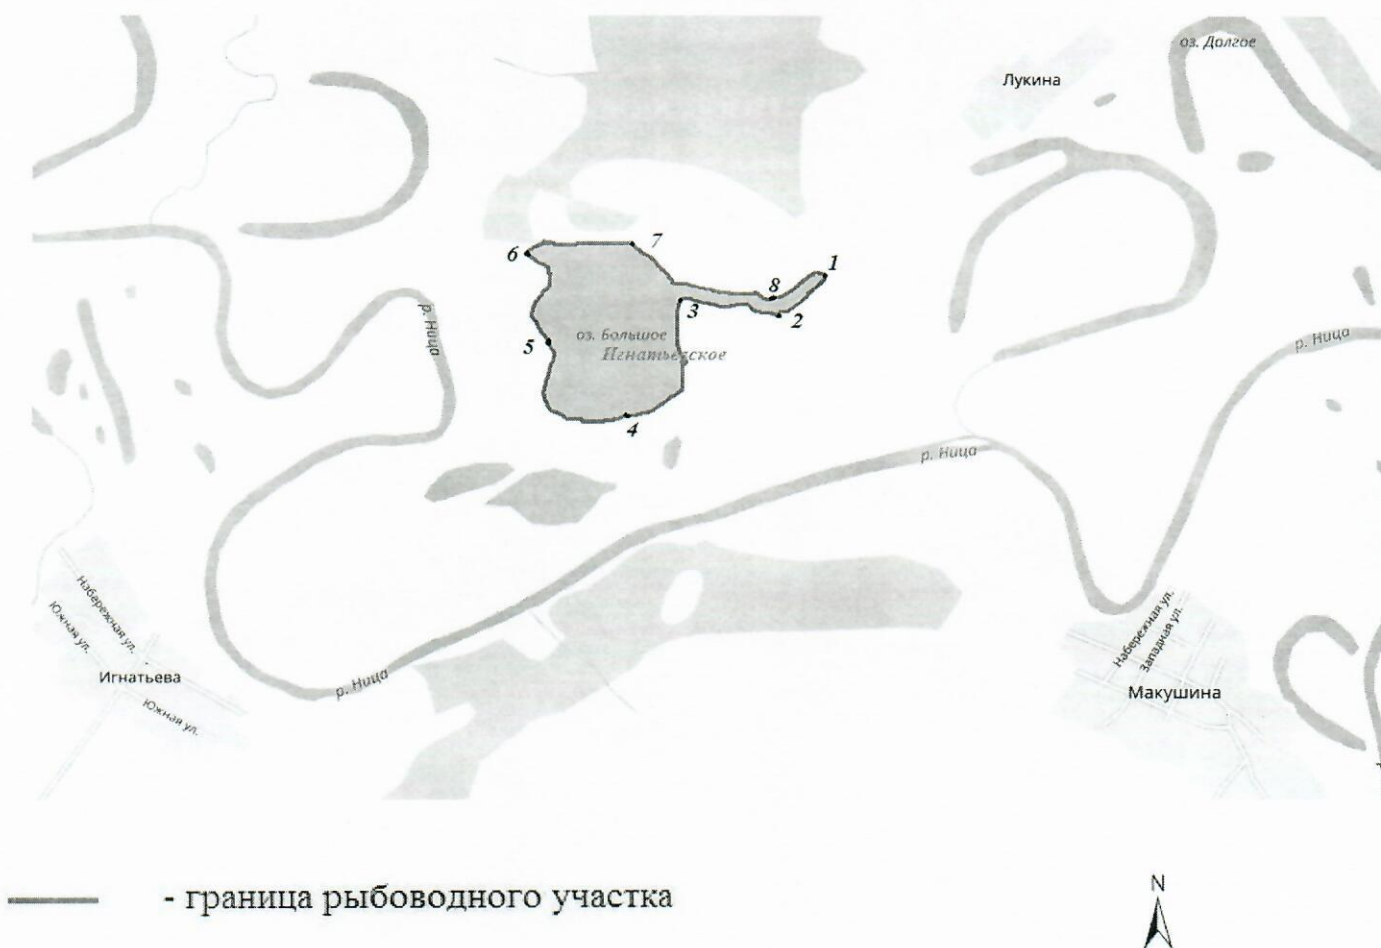 оз. Долгое
Лукина
6
7
1
8
3
2
р. Ница
оз. Большое
Игнатьевское
5
4
р. Ница
р. Ница
Набережная ул.
Южная ул.
Игнатьева
Южная ул.
р. Ница
Набережная ул.
Западная ул.
Макушина
- граница рыбоводного участка
N